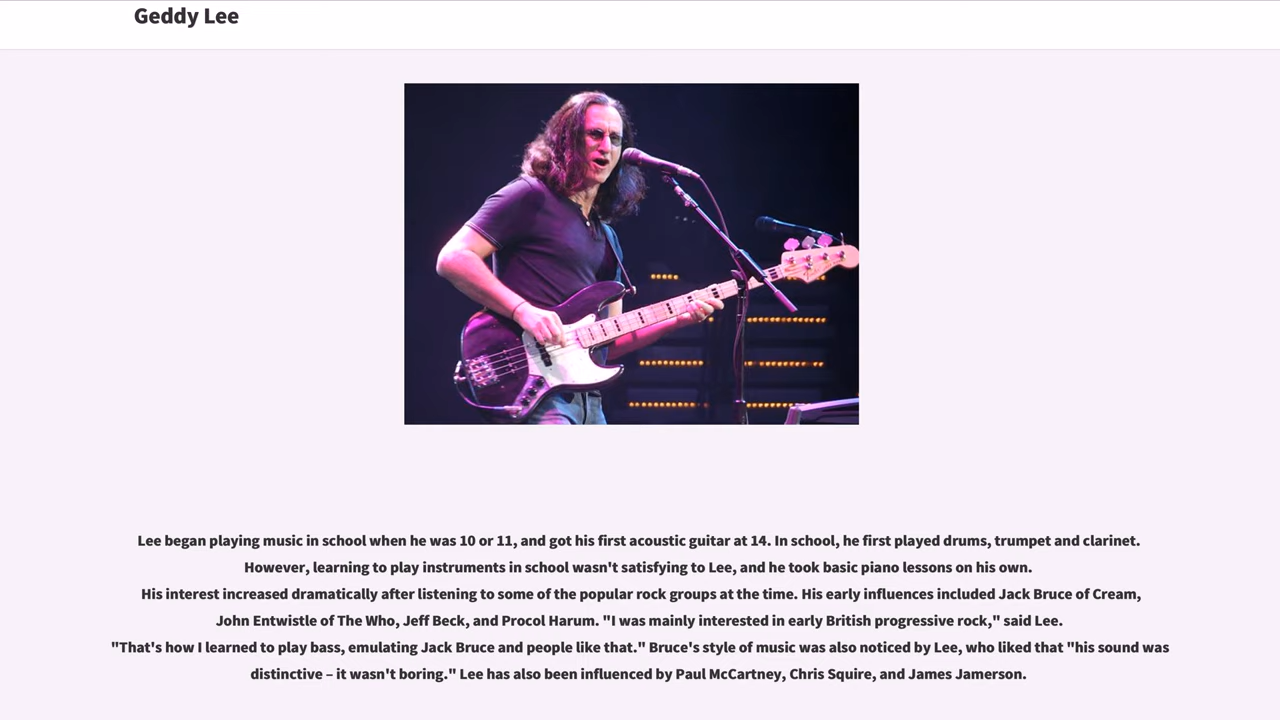 Geddy Lee
Lee began playing music in school when he was 10 or 11, and got his first acoustic guitar at 14. In school, he first played drums, trumpet and clarinet.
However, learning to play instruments in school wasn't satisfying to Lee, and he took basic piano lessons on his own.
His interest increased dramatically after listening to some of the popular rock groups at the time. His early influences included Jack Bruce of Cream,
John Entwistle of The Who, Jeff Beck, and Procol Harum. "I was mainly interested in early British progressive rock," said Lee.
"That's how I learned to play bass, emulating Jack Bruce and people like that." Bruce's style of music was also noticed by Lee, who liked that "his sound was
distinctive – it wasn't boring." Lee has also been influenced by Paul McCartney, Chris Squire, and James Jamerson.